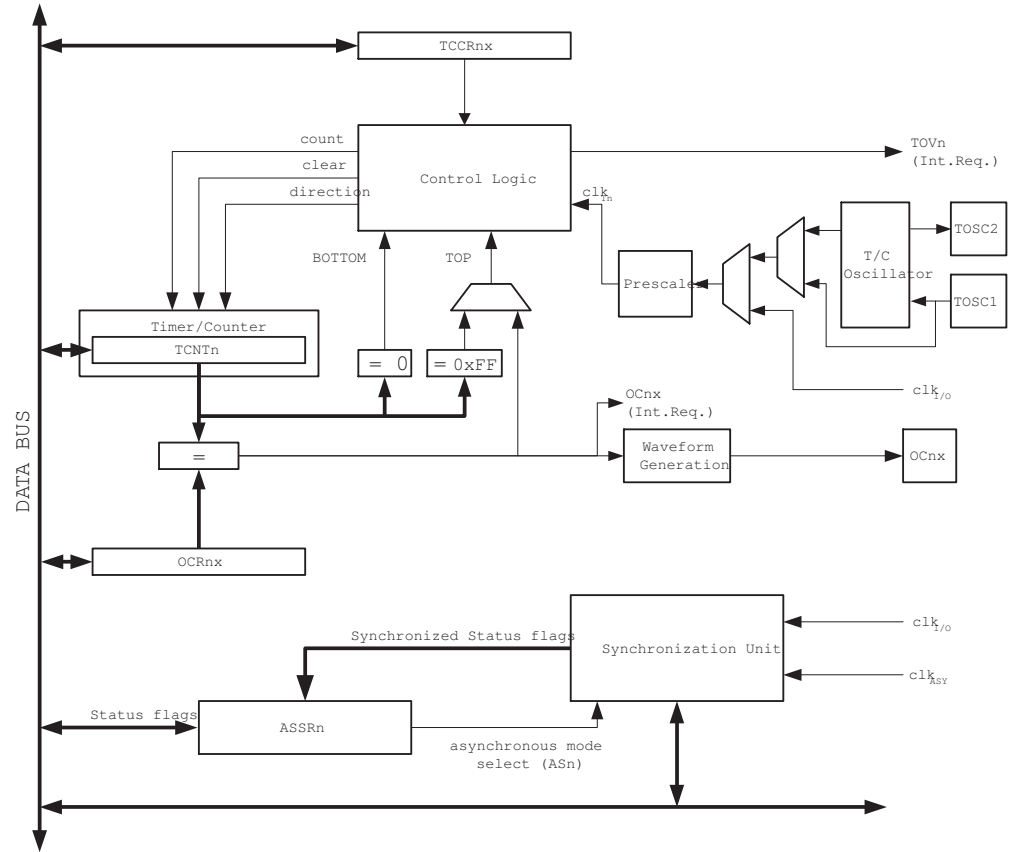 TCCRnx
count
clear
direction
Control Logic
TOVn
(Int.Req.)
clkTn
BOTTOM
TOP
T/C
Oscillator
TOSC2
TOSC1
Prescaler
Timer/Counter
TCNTn
= 0
= 0xFF
clkI/O
OCnx
(Int.Req.)
Waveform
Generation
OCnx
=
DATA BUS
OCRnx
Synchronized Status flags
Synchronization Unit
clkI/O
clkASY
Status flags
ASSRn
asynchronous mode
select (ASn)